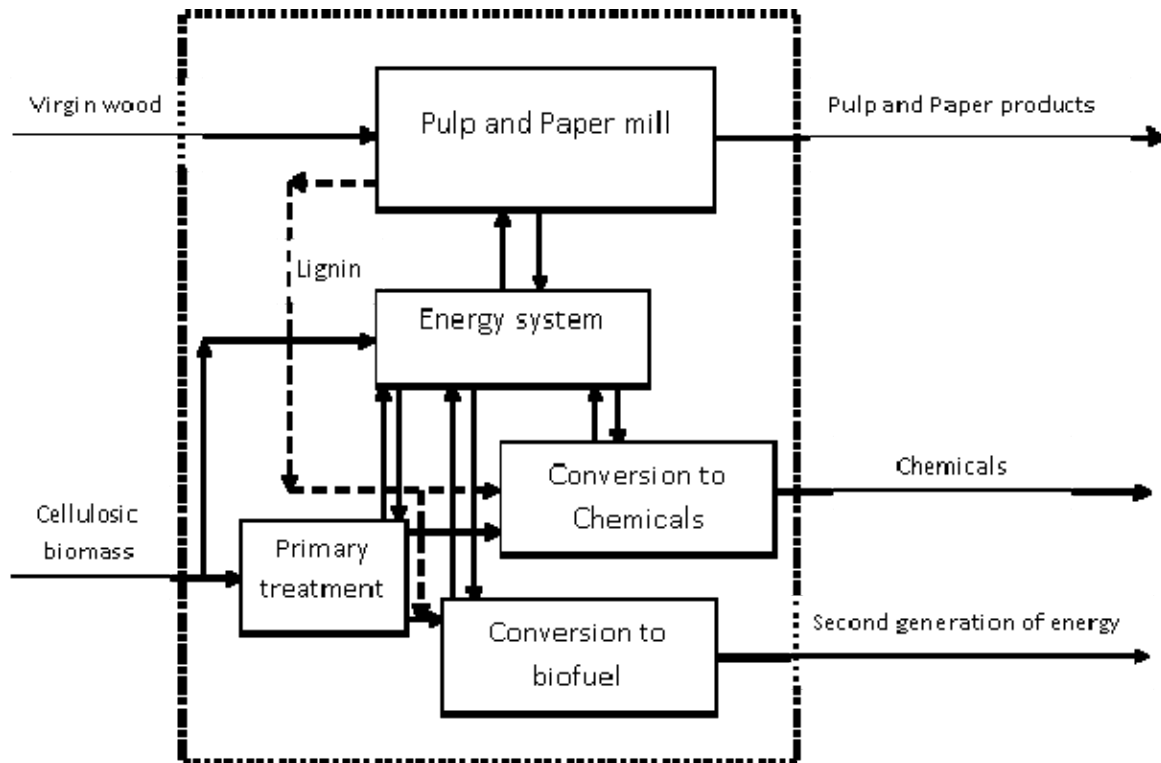 Virgin wood
Pulp and Paper mill
Pulp and Paper products
Lignin
Energy system
Conversion to
Chemicals
Chemicals
Cellulosic
biomass
Primary
treatment
Conversion to
biofuel
Second generation of energy